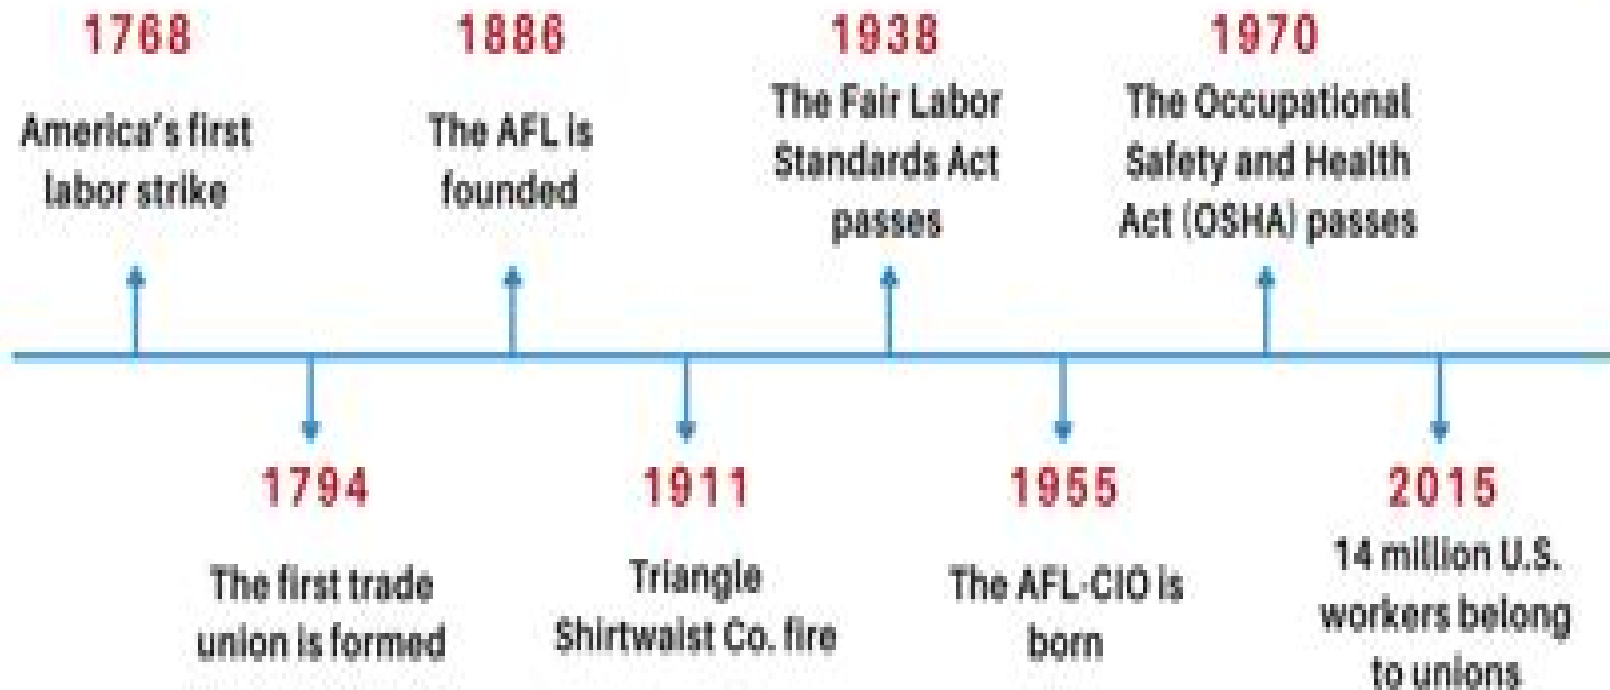 1768
America's first
labor strike
1886
The AFL is
founded
1938
The Fair Labor
Standards Act
passes
1970
The Occupational
Safety and Health
Act (OSHA) passes
1794
The first trade
union is formed
1911
Triangle
Shirtwaist Co. fire
1955
The AFL-CIO is
born
2015
14 million U.S.
workers belong
to unions